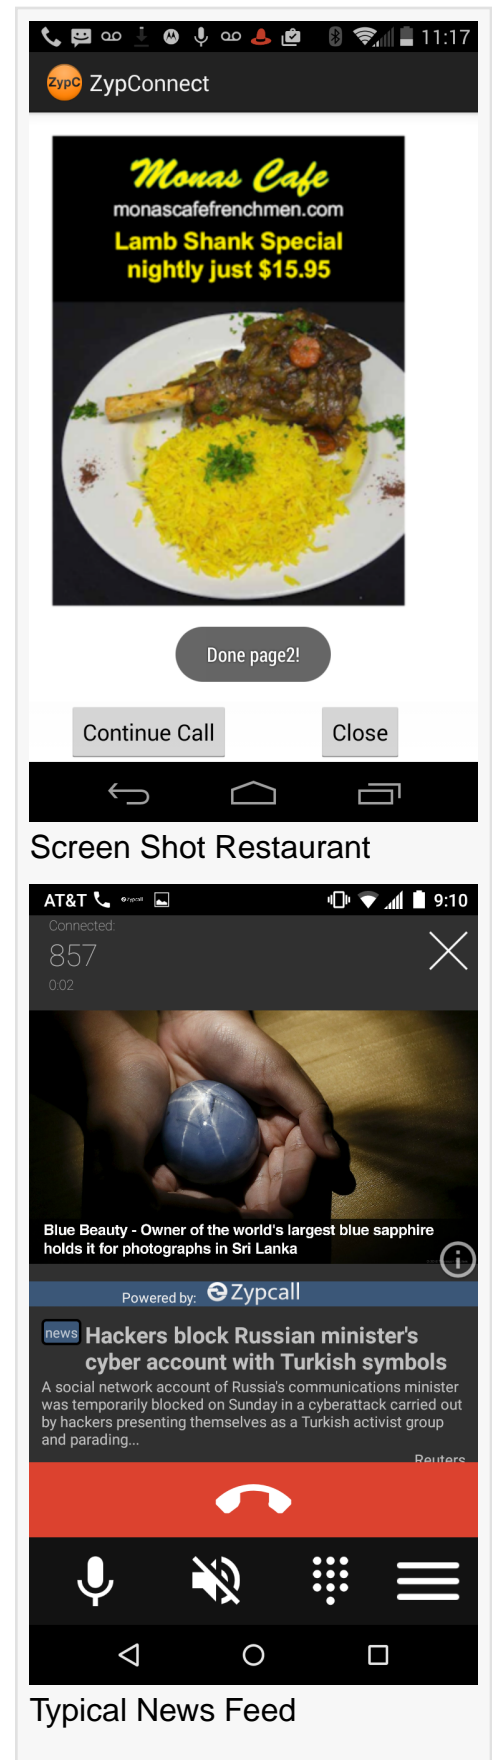 11:17
ZypC ZypConnect
Monas Cafe
monascafefrenchmen.com
Lamb Shank Special
nightly just $15.95
Done page2!
Continue Call
Close
Screen Shot Restaurant
AT&T Zypcall 9:10
Connected:
857
0:02
Blue Beauty - Owner of the world's largest blue sapphire
holds it for photographs in Sri Lanka
Powered by: Zypcall
news Hackers block Russian minister's
cyber account with Turkish symbols
A social network account of Russia's communications minister
was temporarily blocked on Sunday in a cyberattack carried out
by hackers presenting themselves as a Turkish activist group
and parading...
Reuters
Typical News Feed